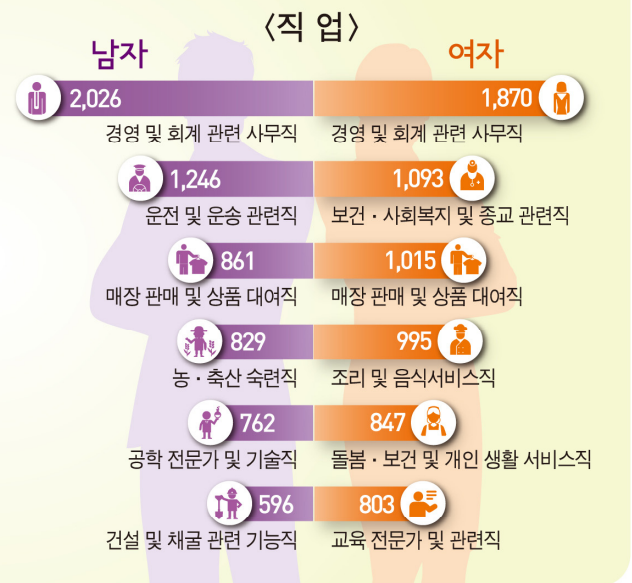 〈직 업〉
남자 여자
2,026 1,870
경영 및 회계 관련 사무직 경영 및 회계 관련 사무직
1,246 1,093
운전 및 운송 관련직 보건·사회복지 및 종교 관련직
861 1,015
매장 판매 및 상품 대여직 매장 판매 및 상품 대여직
829 995
농·축산 숙련직 조리 및 음식서비스직
762 847
공학 전문가 및 기술직 돌봄·보건 및 개인 생활 서비스직
596 803
건설 및 채굴 관련 기능직 교육 전문가 및 관련직